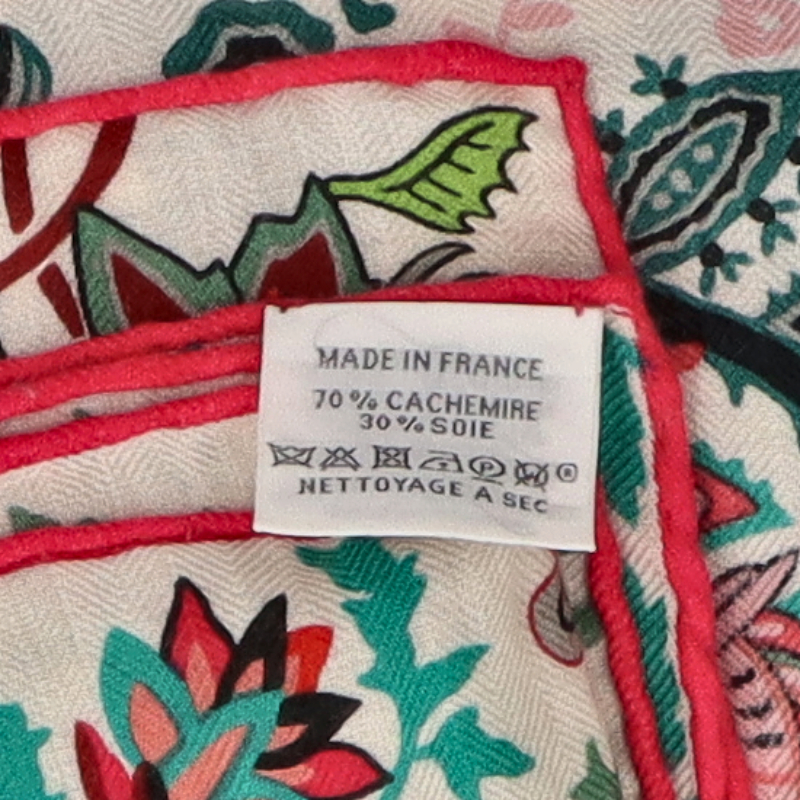 MADE IN FRANCE
70% CACHEMIRE
30% SOIE
P ®
NETTOYAGE A SEC